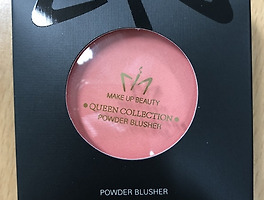 MAKE UP BEAUTY
QUEEN COLLECTION
POWDER BLUSHER
POWDER BLUSHER